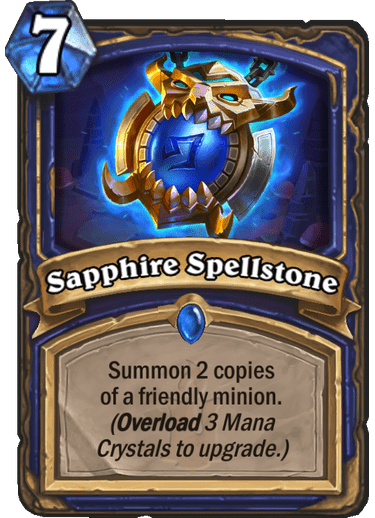 7
Sapphire Spellstone
Summon 2 copies
of a friendly minion.
(Overload 3 Mana
Crystals to upgrade.)